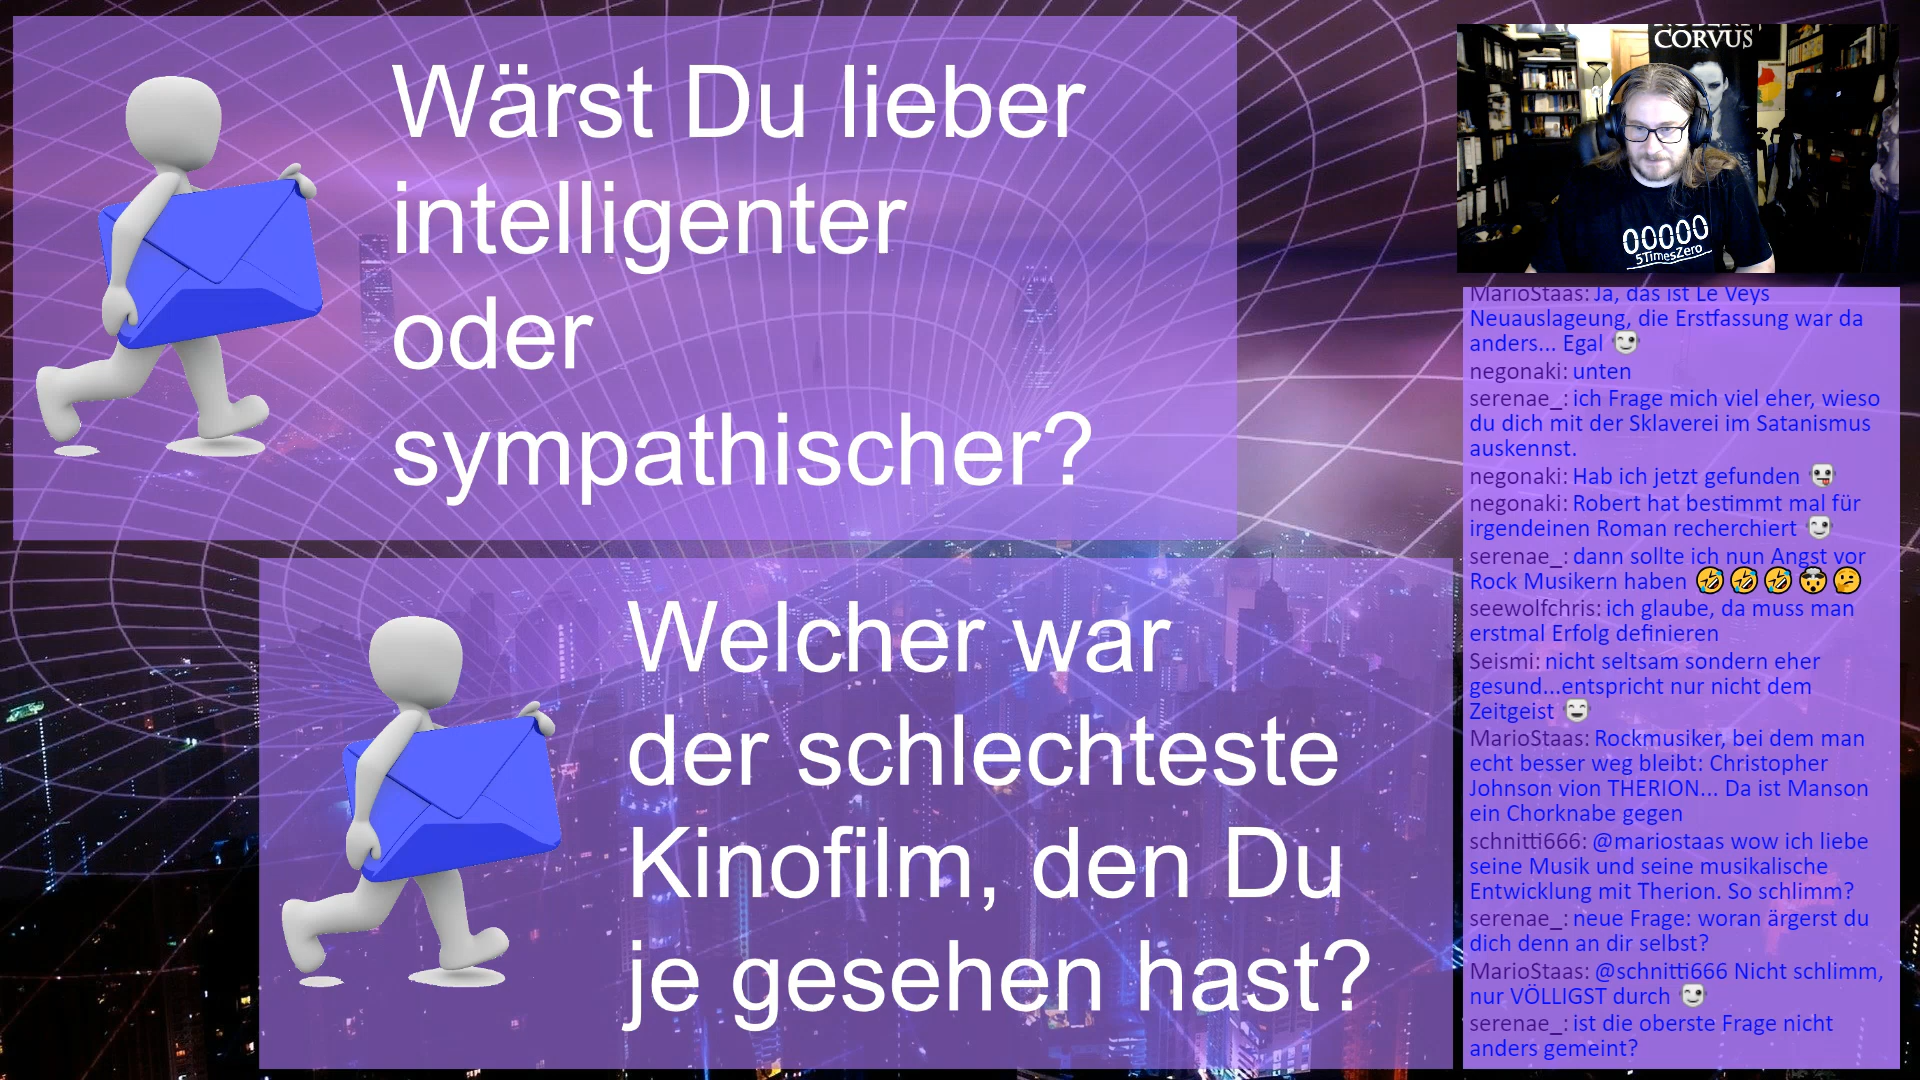 Wärst Du lieber
intelligenter
oder
sympathischer?
Welcher war
der schlechteste
Kinofilm, den Du
je gesehen hast?
CORVUS
00000
5TimesZero
MarioStaas: Ja, das ist Le Veys
Neuauslageung, die Erstfassung war da
anders... Egal
negonaki: unten
serenae_: ich Frage mich viel eher, wieso
du dich mit der Sklaverei im Satanismus
auskennst.
negonaki: Hab ich jetzt gefunden
negonaki: Robert hat bestimmt mal für
irgendeinen Roman recherchiert
serenae_: dann sollte ich nun Angst vor
Rock Musikern haben 🤣🤣🤣🤯🤔
seewolfchris: ich glaube, da muss man
erstmal Erfolg definieren
Seismi: nicht seltsam sondern eher
gesund...entspricht nur nicht dem
Zeitgeist
MarioStaas: Rockmusiker, bei dem man
echt besser weg bleibt: Christopher
Johnson vion THERION... Da ist Manson
ein Chorknabe gegen
schnitti666: @mariostaas wow ich liebe
seine Musik und seine musikalische
Entwicklung mit Therion. So schlimm?
serenae_: neue Frage: woran ärgerst du
dich denn an dir selbst?
MarioStaas: @schnitti666 Nicht schlimm,
nur VÖLLIGST durch
serenae_: ist die oberste Frage nicht
anders gemeint?